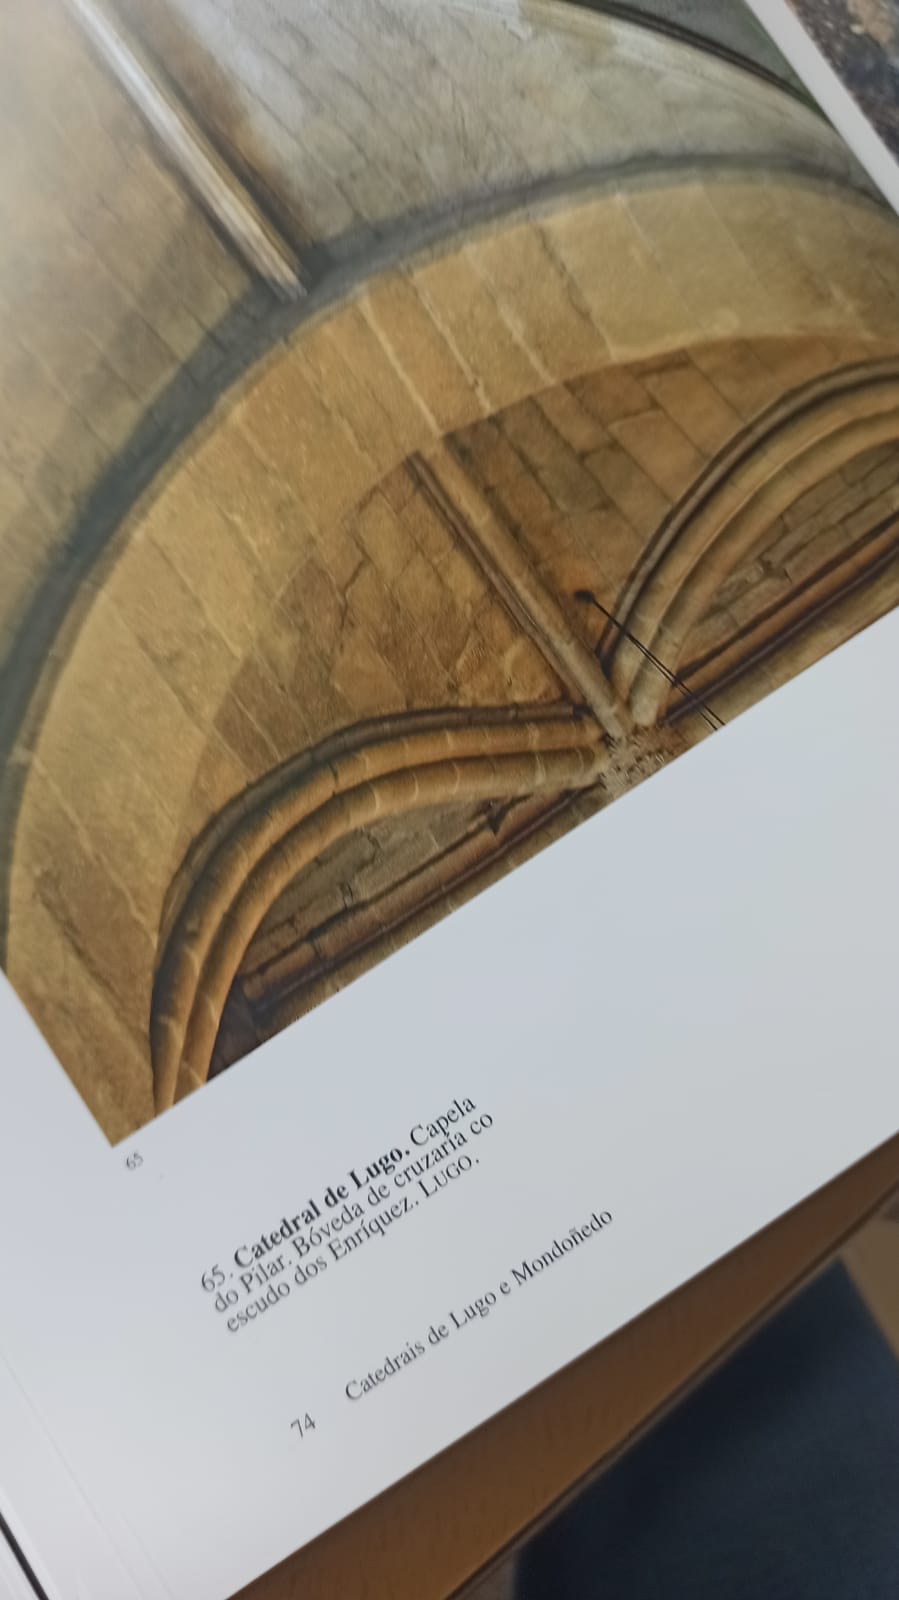 65
65. Catedral de Lugo. Capela
do Pilar. Bóveda de cruzaría co
escudo dos Enríquez. LUGO.
74 Catedrais de Lugo e Mondoñedo